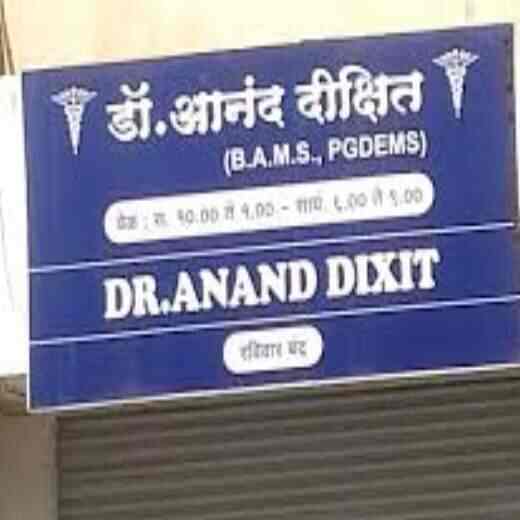 डॉ.आनंद दीक्षित
(B.A.M.S., PGDEMS)
वेळ : स. १०.०० ते १.०० - सायं. ६.०० ते ९.००
DR.ANAND DIXIT
रविवार बंद